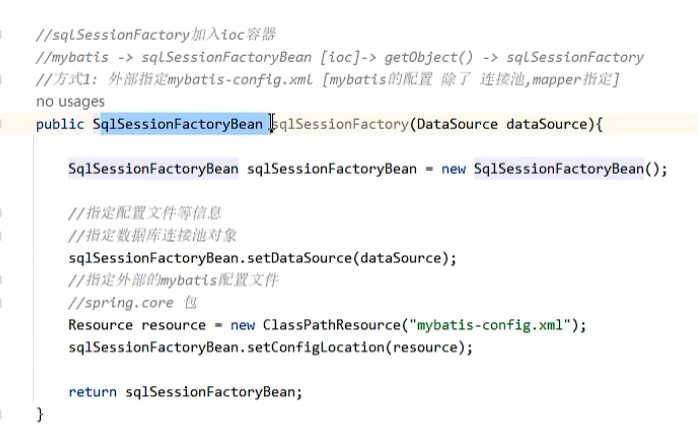 //sqlSessionFactory加入ioc容器
//mybatis -> sqlSessionFactoryBean [ioc]-> getObject() -> sqlSessionFactory
//方式1: 外部指定mybatis-config.xml [mybatis的配置 除了 连接池,mapper指定]
no usages
public SqlSessionFactoryBean sqlSessionFactory(DataSource dataSource){
SqlSessionFactoryBean sqlSessionFactoryBean = new SqlSessionFactoryBean();
//指定配置文件等信息
//指定数据库连接池对象
sqlSessionFactoryBean.setDataSource(dataSource);
//指定外部的mybatis配置文件
//spring.core 包
Resource resource = new ClassPathResource("mybatis-config.xml");
sqlSessionFactoryBean.setConfigLocation(resource);
return sqlSessionFactoryBean;
}